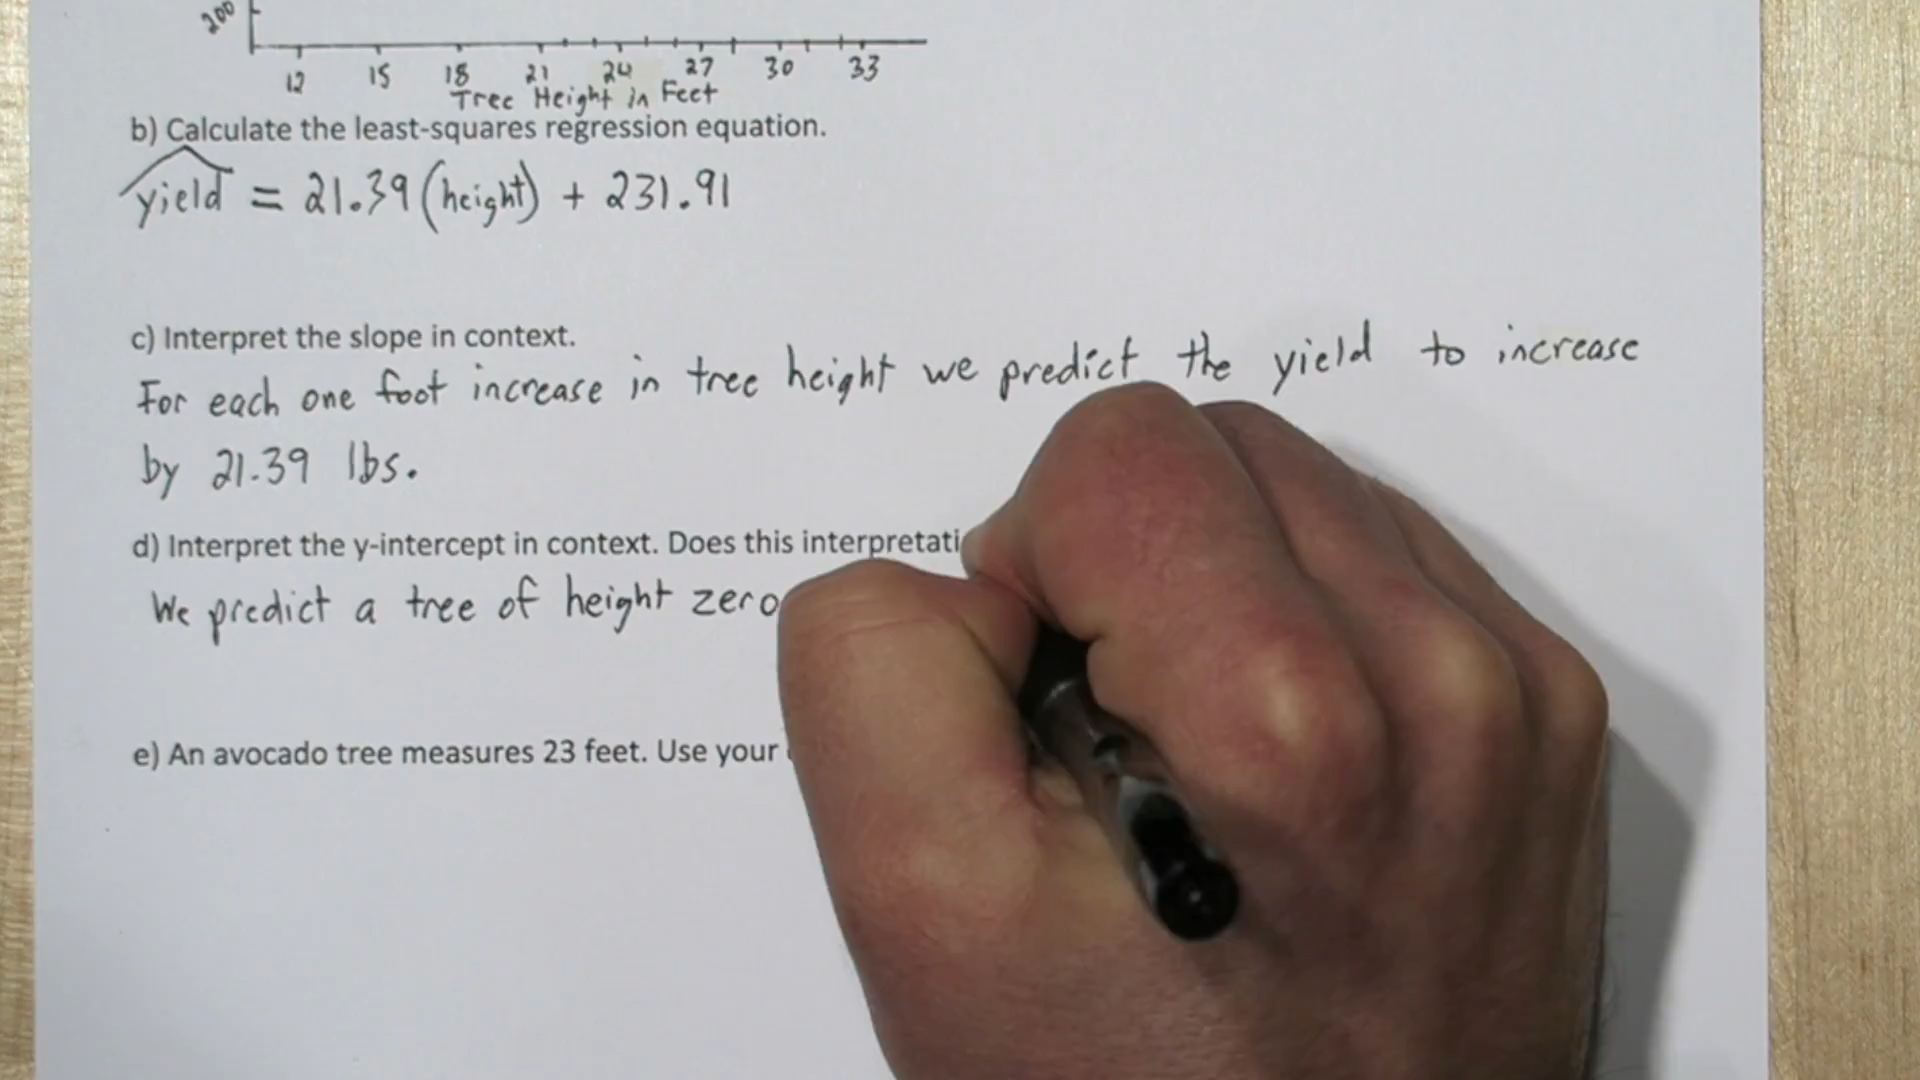 200
12 15 18 21 24 27 30 33
Tree Height in Feet
b) Calculate the least-squares regression equation.
yield = 21.39 (height) + 231.91
c) Interpret the slope in context.
For each one foot increase in tree height we predict the yield to increase
by 21.39 lbs.
d) Interpret the y-intercept in context. Does this interpretati
We predict a tree of height zero
e) An avocado tree measures 23 feet. Use your